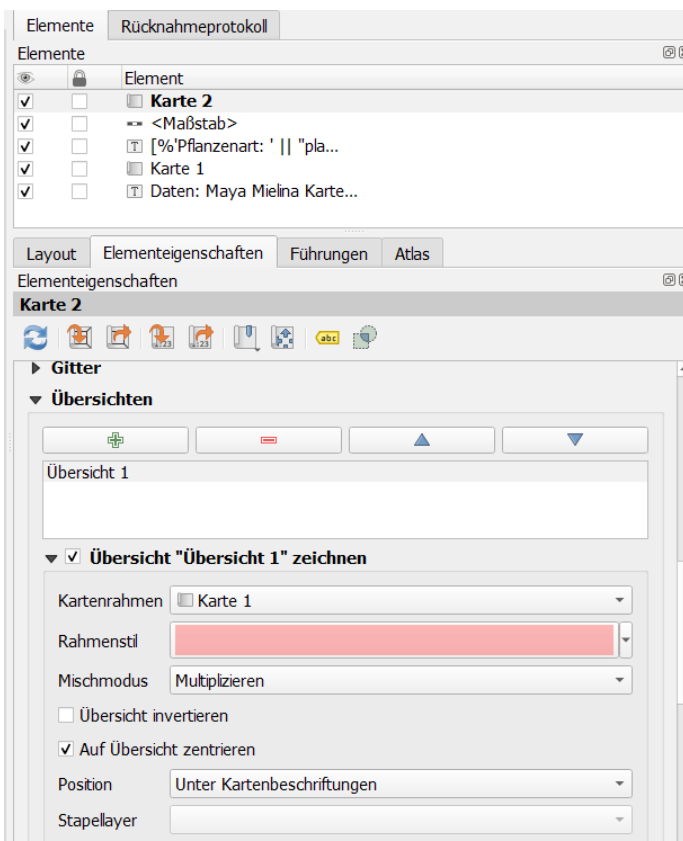 Elemente Rücknahmeprotokoll
Elemente
Element
Karte 2
<Maßstab>
[%'Pflanzenart: ' || "pla...
Karte 1
Daten: Maya Mielina Karte...
Layout Elementeigenschaften Führungen Atlas
Elementeigenschaften
Karte 2
abc
Gitter
Übersichten
Übersicht 1
Übersicht "Übersicht 1" zeichnen
Kartenrahmen Karte 1
Rahmenstil
Mischmodus Multiplizieren
Übersicht invertieren
Auf Übersicht zentrieren
Position Unter Kartenbeschriftungen
Stapellayer